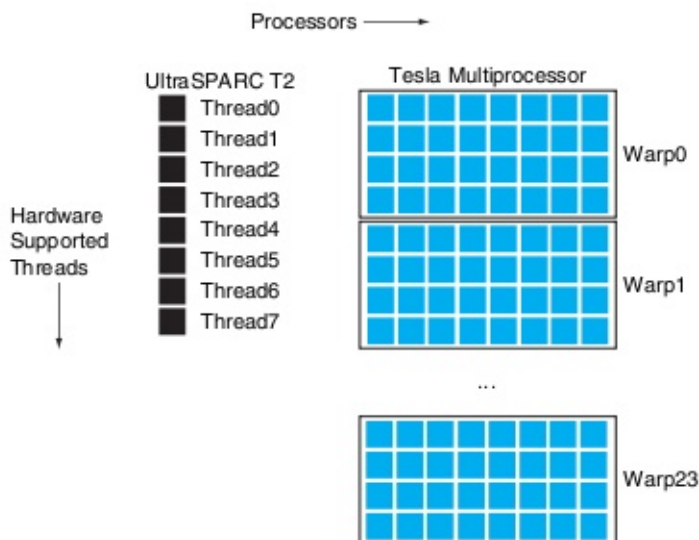 Processors
UltraSPARC T2
Tesla Multiprocessor
Thread0
Thread1
Thread2
Thread3
Thread4
Thread5
Thread6
Thread7
Hardware
Supported
Threads
Warp0
Warp1
...
Warp23